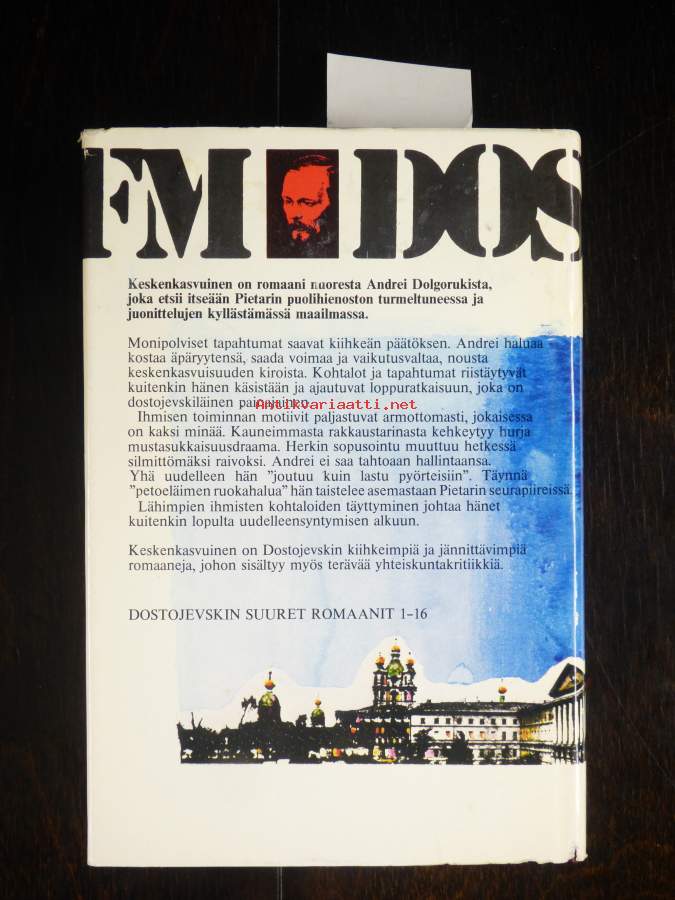 FM DOS
Keskenkasvuinen on romaani nuoresta Andrei Dolgorukista,
joka etsii itseään Pietarin puolihienoston turmeltuneessa ja
juonittelujen kyllästämässä maailmassa.
Monipolviset tapahtumat saavat kiihkeän päätöksen. Andrei haluaa
kostaa äpäryytensä, saada voimaa ja vaikutusvaltaa, nousta
keskenkasvuisuuden kiroista. Kohtalot ja tapahtumat riistäytyvät
kuitenkin hänen käsistään ja ajautuvat loppuratkaisuun, joka on
dostojevskiläinen painajainen.
Antikvariaatti.net
Ihmisen toiminnan motiivit paljastuvat armottomasti, jokaisessa
on kaksi minää. Kauneimmasta rakkaustarinasta kehkeytyy hurja
mustasukkaisuusdraama. Herkin sopusointu muuttuu hetkessä
silmittömäksi raivoksi. Andrei ei saa tahtoaan hallintaansa.
Yhä uudelleen hän "joutuu kuin lastu pyörteisiin". Täynnä
"petoeläimen ruokahalua" hän taistelee asemastaan Pietarin seurapiireissä.
Lähimpien ihmisten kohtaloiden täyttyminen johtaa hänet
kuitenkin lopulta uudelleensyntymisen alkuun.
Keskenkasvuinen on Dostojevskin kiihkeimpiä ja jännittävimpiä
romaaneja, johon sisältyy myös terävää yhteiskuntakritiikkiä.
DOSTOJEVSKIN SUURET ROMAANIT 1–16